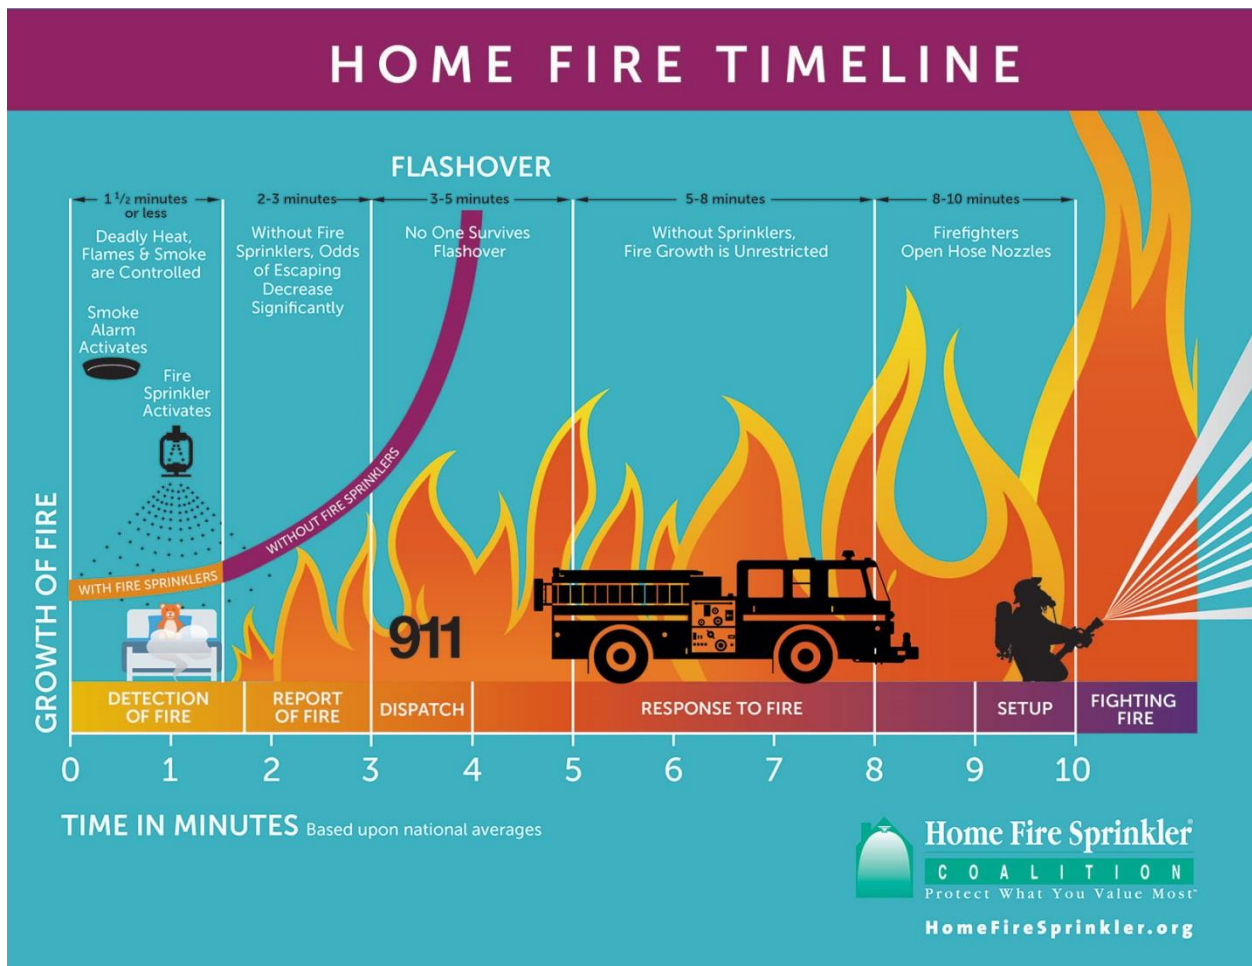 HOME FIRE TIMELINE
FLASHOVER
1 ½ minutes
or less
Deadly Heat,
Flames & Smoke
are Controlled
Smoke
Alarm
Activates
Fire
Sprinkler
Activates
2-3 minutes
Without Fire
Sprinklers, Odds
of Escaping
Decrease
Significantly
3-5 minutes
No One Survives
Flashover
5-8 minutes
Without Sprinklers,
Fire Growth is Unrestricted
8-10 minutes
Firefighters
Open Hose Nozzles
GROWTH OF FIRE
WITH FIRE SPRINKLERS
WITHOUT FIRE SPRINKLERS
911
DETECTION
OF FIRE
REPORT
OF FIRE
DISPATCH
RESPONSE TO FIRE
SETUP
FIGHTING
FIRE
0 1 2 3 4 5 6 7 8 9 10
TIME IN MINUTES Based upon national averages
Home Fire Sprinkler®
COALITION
Protect What You Value Most™
HomeFireSprinkler.org